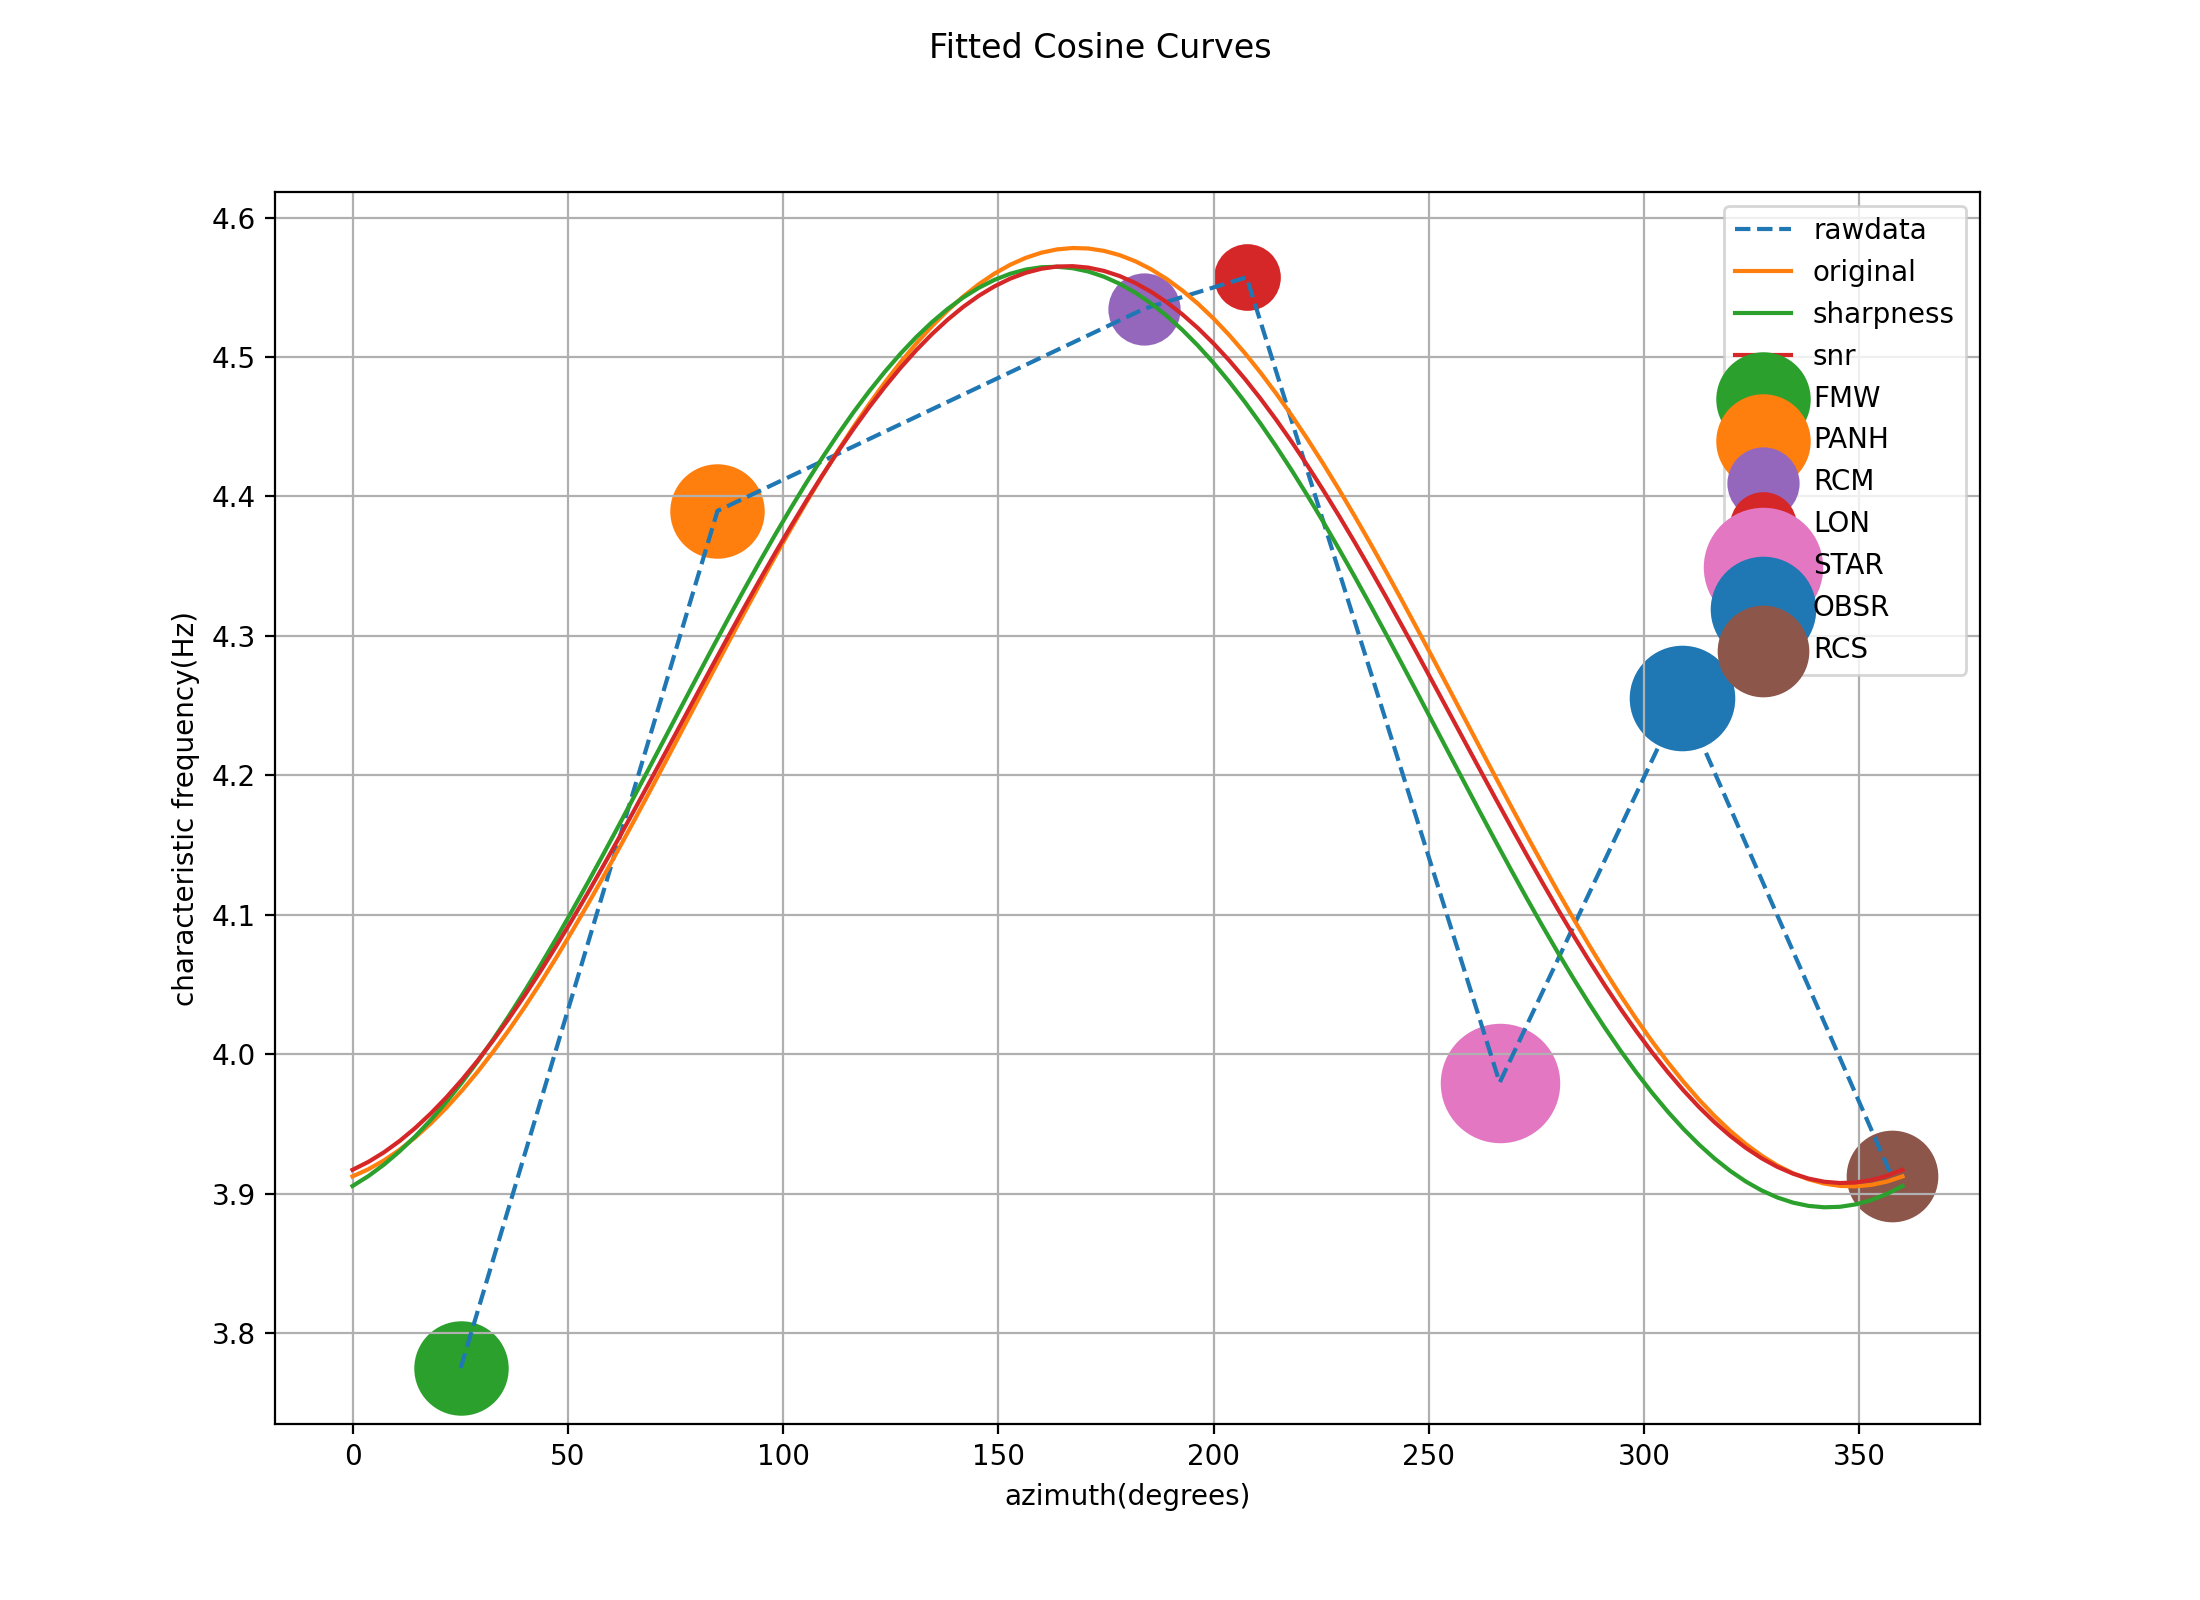 Fitted Cosine Curves
4.6
4.5
4.4
4.3
4.2
4.1
4.0
3.9
3.8
characteristic frequency(Hz)
rawdata
original
sharpness
snr
FMW
PANH
RCM
LON
STAR
OBSR
RCS
0 50 100 150 200 250 300 350
azimuth(degrees)